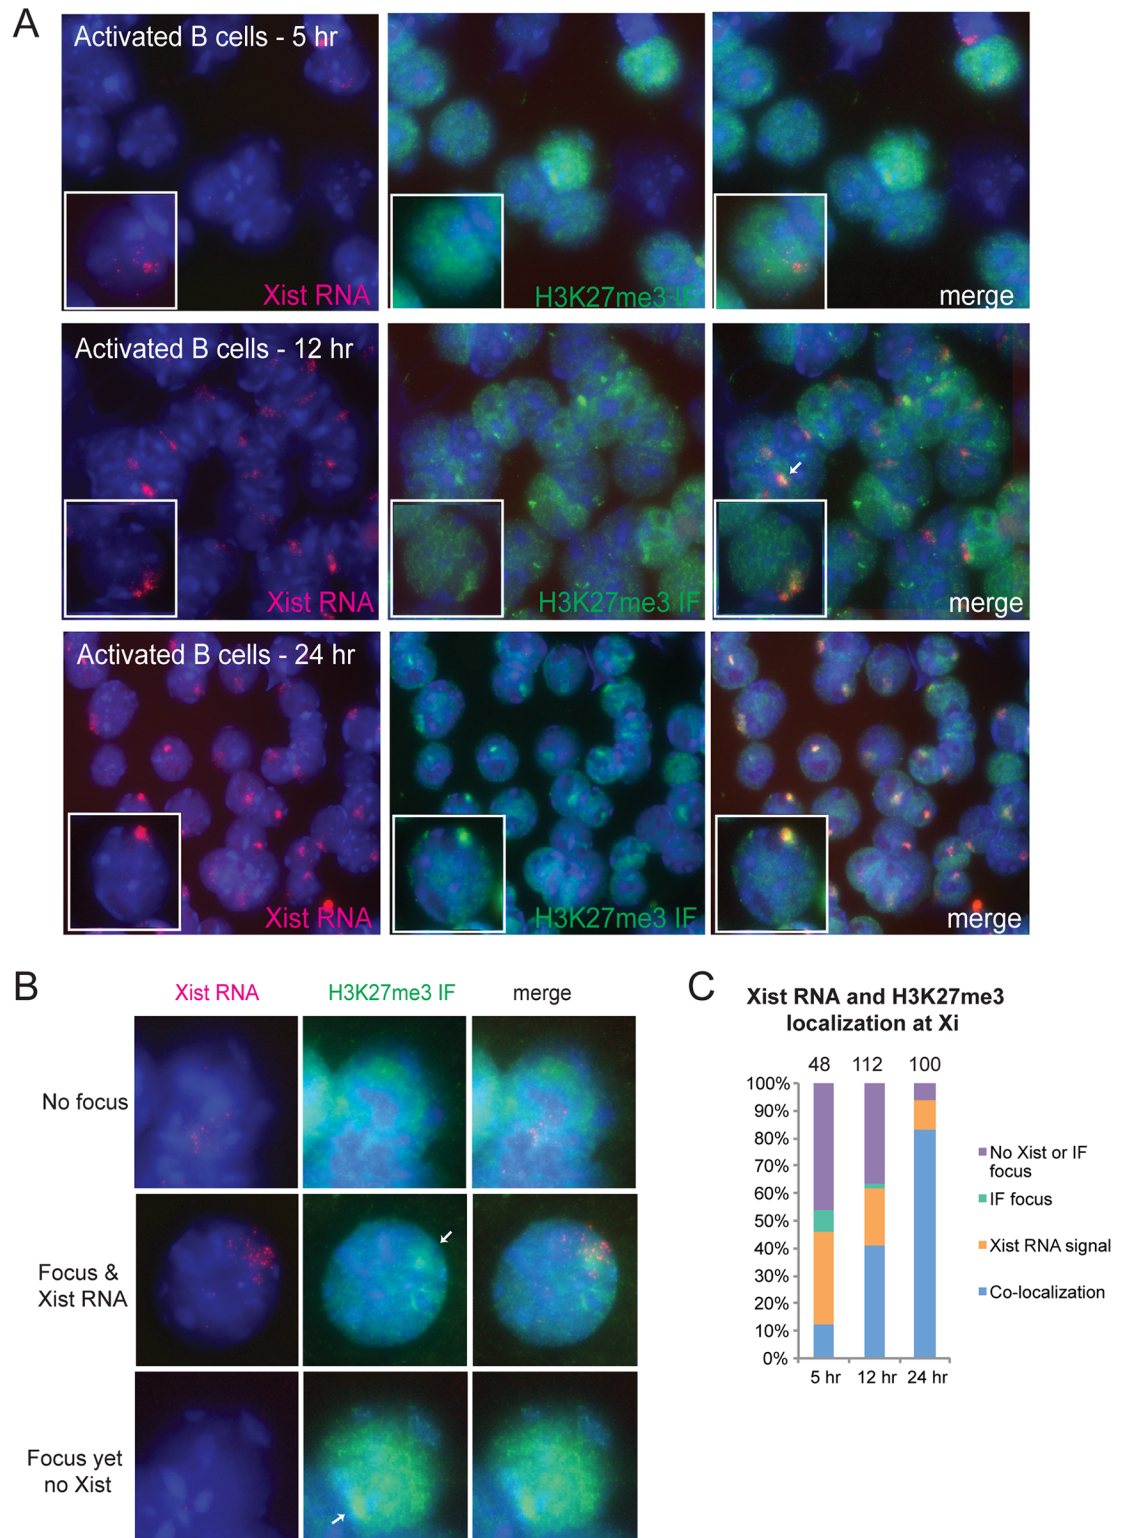 A
Activated B cells - 5 hr
Xist RNA
H3K27me3 IF
merge
Activated B cells - 12 hr
Xist RNA
H3K27me3 IF
merge
Activated B cells - 24 hr
Xist RNA
H3K27me3 IF
merge
B
Xist RNA
H3K27me3 IF
merge
No focus
Focus &
Xist RNA
Focus yet
no Xist
C
Xist RNA and H3K27me3
localization at Xi
48 112 100
100%
90%
80%
70%
60%
50%
40%
30%
20%
10%
0%
5 hr 12 hr 24 hr
No Xist or IF
focus
IF focus
Xist RNA signal
Co-localization